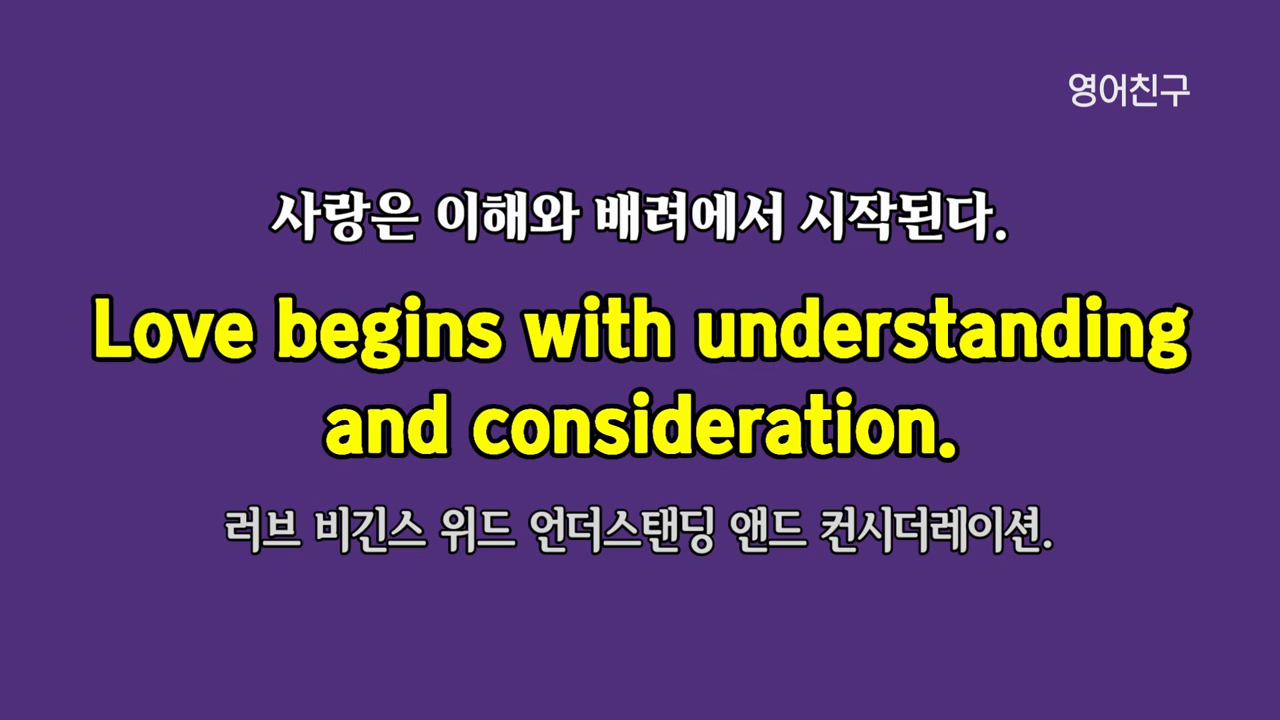 영어친구
사랑은 이해와 배려에서 시작된다.
Love begins with understanding
and consideration.
러브 비긴스 위드 언더스탠딩 앤드 컨시더레이션.